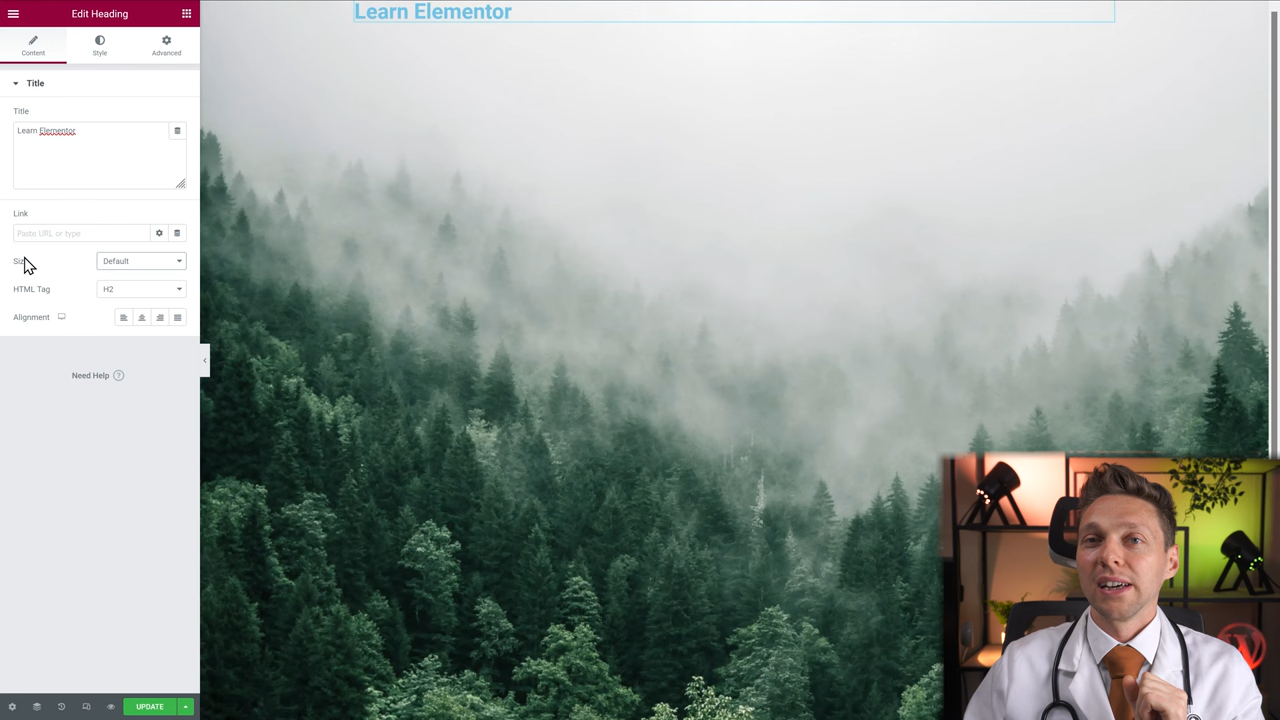 Edit Heading
Learn Elementor
Content
Style
Advanced
Title
Title
Learn Elementor
Link
Paste URL or type
Default
HTML Tag
H2
Alignment
Need Help
?
UPDATE